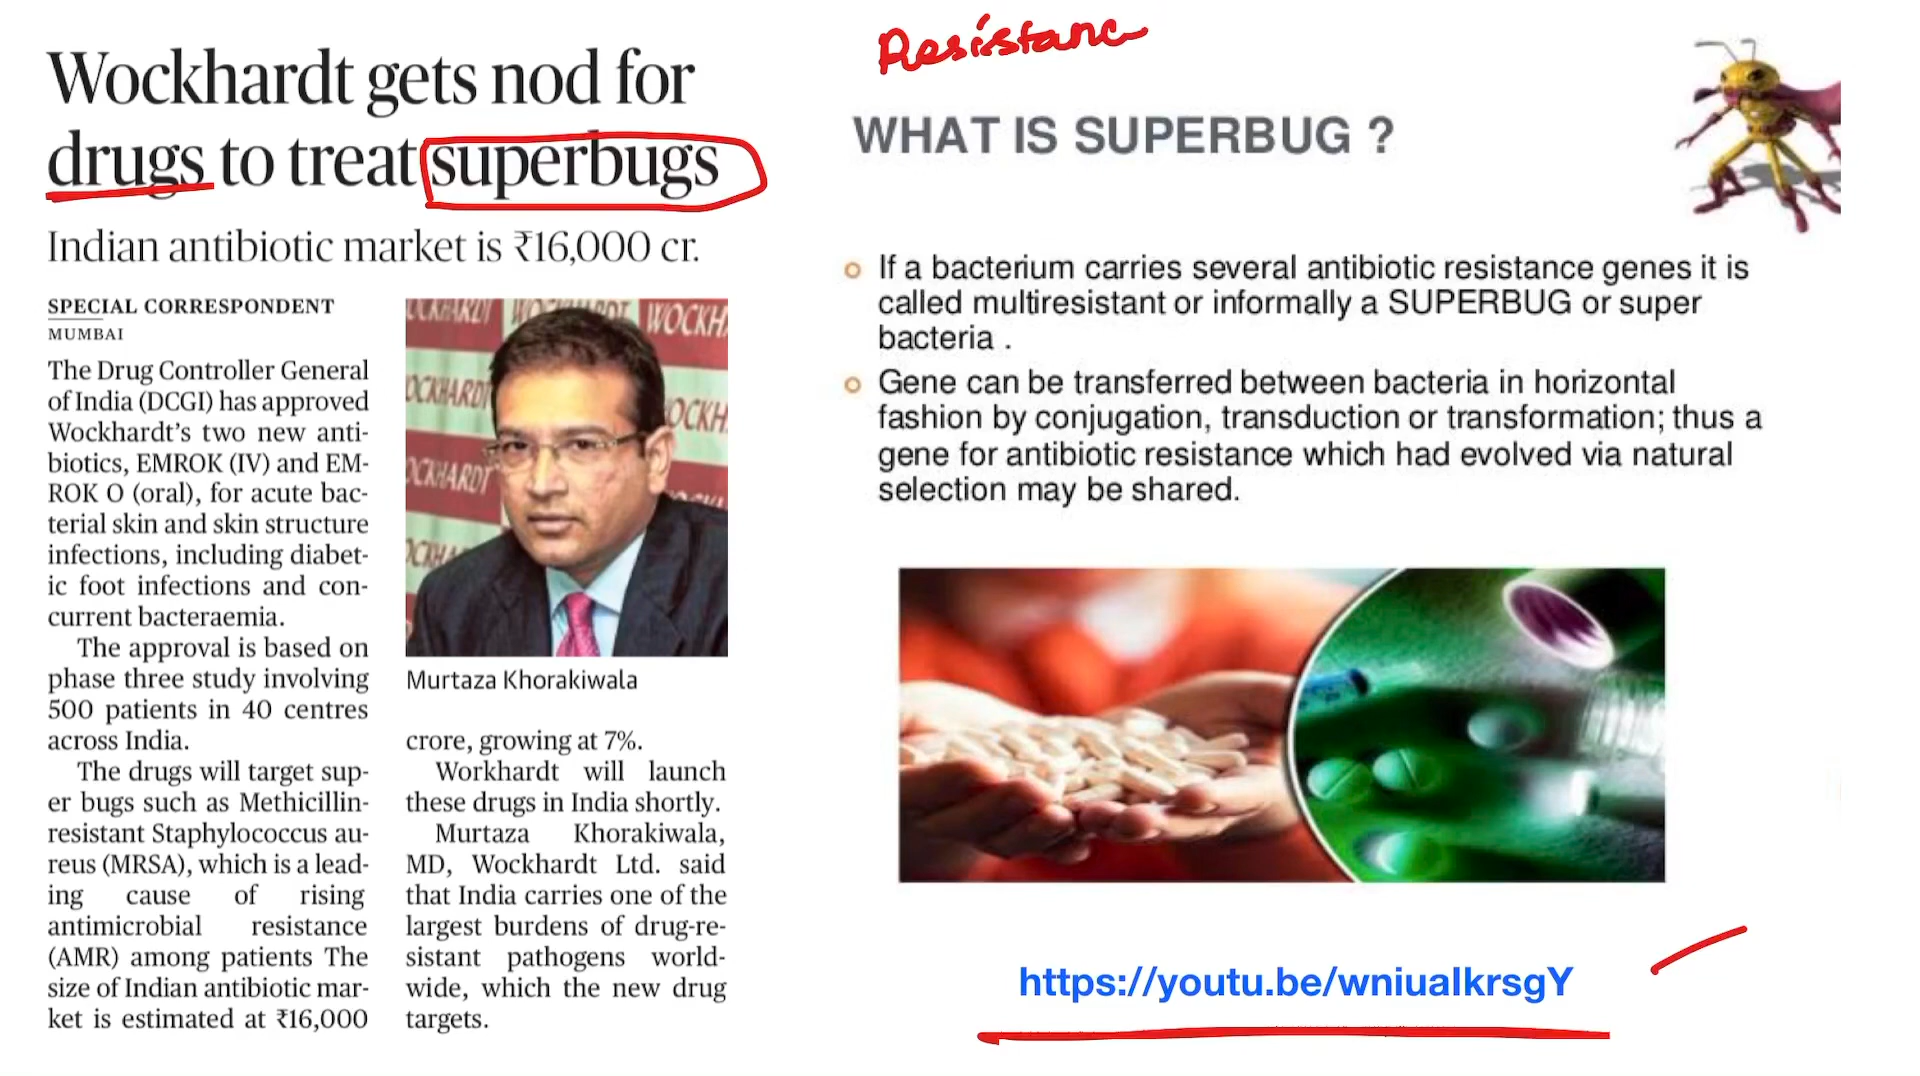 Wockhardt gets nod for
drugs to treat superbugs
Indian antibiotic market is ₹16,000 cr.
SPECIAL CORRESPONDENT
MUMBAI
The Drug Controller General
of India (DCGI) has approved
Wockhardt's two new anti-
biotics, EMROK (IV) and EM-
ROK O (oral), for acute bac-
terial skin and skin structure
infections, including diabet-
ic foot infections and con-
current bacteraemia.
The approval is based on
phase three study involving
500 patients in 40 centres
across India.
The drugs will target sup-
er bugs such as Methicillin-
resistant Staphylococcus au-
reus (MRSA), which is a lead-
ing cause of rising
antimicrobial resistance
(AMR) among patients The
size of Indian antibiotic mar-
ket is estimated at ₹16,000
WOCKH
OCKHARDT
OCKHARDT
Murtaza Khorakiwala
crore, growing at 7%.
Workhardt will launch
these drugs in India shortly.
Murtaza Khorakiwala,
MD, Wockhardt Ltd. said
that India carries one of the
largest burdens of drug-re-
sistant pathogens world-
wide, which the new drug
targets.
Resistanc
WHAT IS SUPERBUG ?
If a bacterium carries several antibiotic resistance genes it is
called multiresistant or informally a SUPERBUG or super
bacteria .
Gene can be transferred between bacteria in horizontal
fashion by conjugation, transduction or transformation; thus a
gene for antibiotic resistance which had evolved via natural
selection may be shared.
https://youtu.be/wniualkrsgY